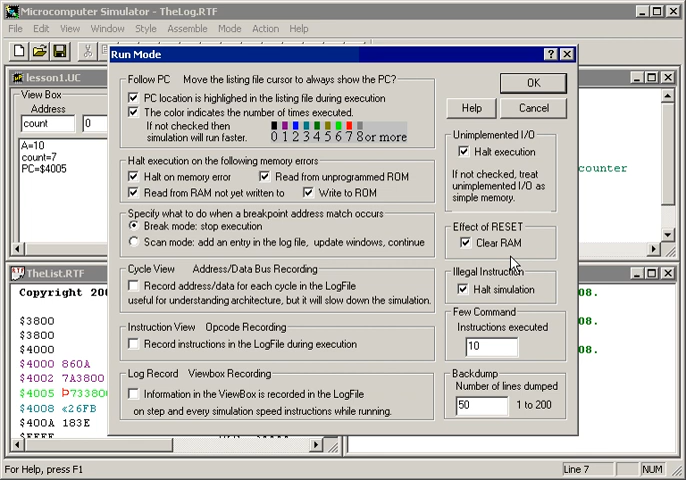 Microcomputer Simulator - TheLog.RTF
File Edit View Style Assemble Mode Action Help
lesson1.UC
View Box
Address
count 0
A=10
count=7
PC=$4005
counter
TheList.RTF
Copyright 200
$3800
$3800
$4000
$4000 860A
$4002 7A3800
$4005 Þ733800
$4008 «26FB
$400A 183E
$FFFF
08.
08.
08.
Run Mode
Follow PC Move the listing file cursor to always show the PC?
PC location is highlighed in the listing file during execution
The color indicates the number of times executed.
If not checked then
simulation will run faster.
0 1 2 3 4 5 6 7 8 or more
Halt execution on the following memory errors
Halt on memory error Read from unprogrammed ROM
Read from RAM not yet written to Write to ROM
Specify what to do when a breakpoint address match occurs
Break mode: stop execution
Scan mode: add an entry in the log file, update windows, continue
Cycle View Address/Data Bus Recording
Record address/data for each cycle in the LogFile
useful for understanding architecture, but it will slow down the simulation.
Instruction View Opcode Recording
Record instructions in the LogFile during execution
Log Record Viewbox Recording
Information in the ViewBox is recorded in the LogFile
on step and every simulation speed instructions while running.
OK
Help Cancel
Unimplemented I/O
Halt execution
If not checked, treat
unimplemented I/O as
simple memory.
Effect of RESET
Clear RAM
Illegal Instruction
Halt simulation
Few Command
Instructions executed
10
Backdump
Number of lines dumped
50 1 to 200
For Help, press F1
Line 7
NUM